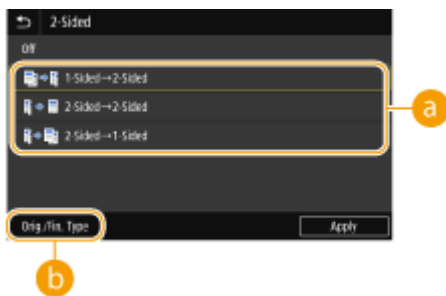 2-Sided
Off
1-Sided→2-Sided
2-Sided→2-Sided
2-Sided→1-Sided
a
Orig./Fin. Type
Apply
b